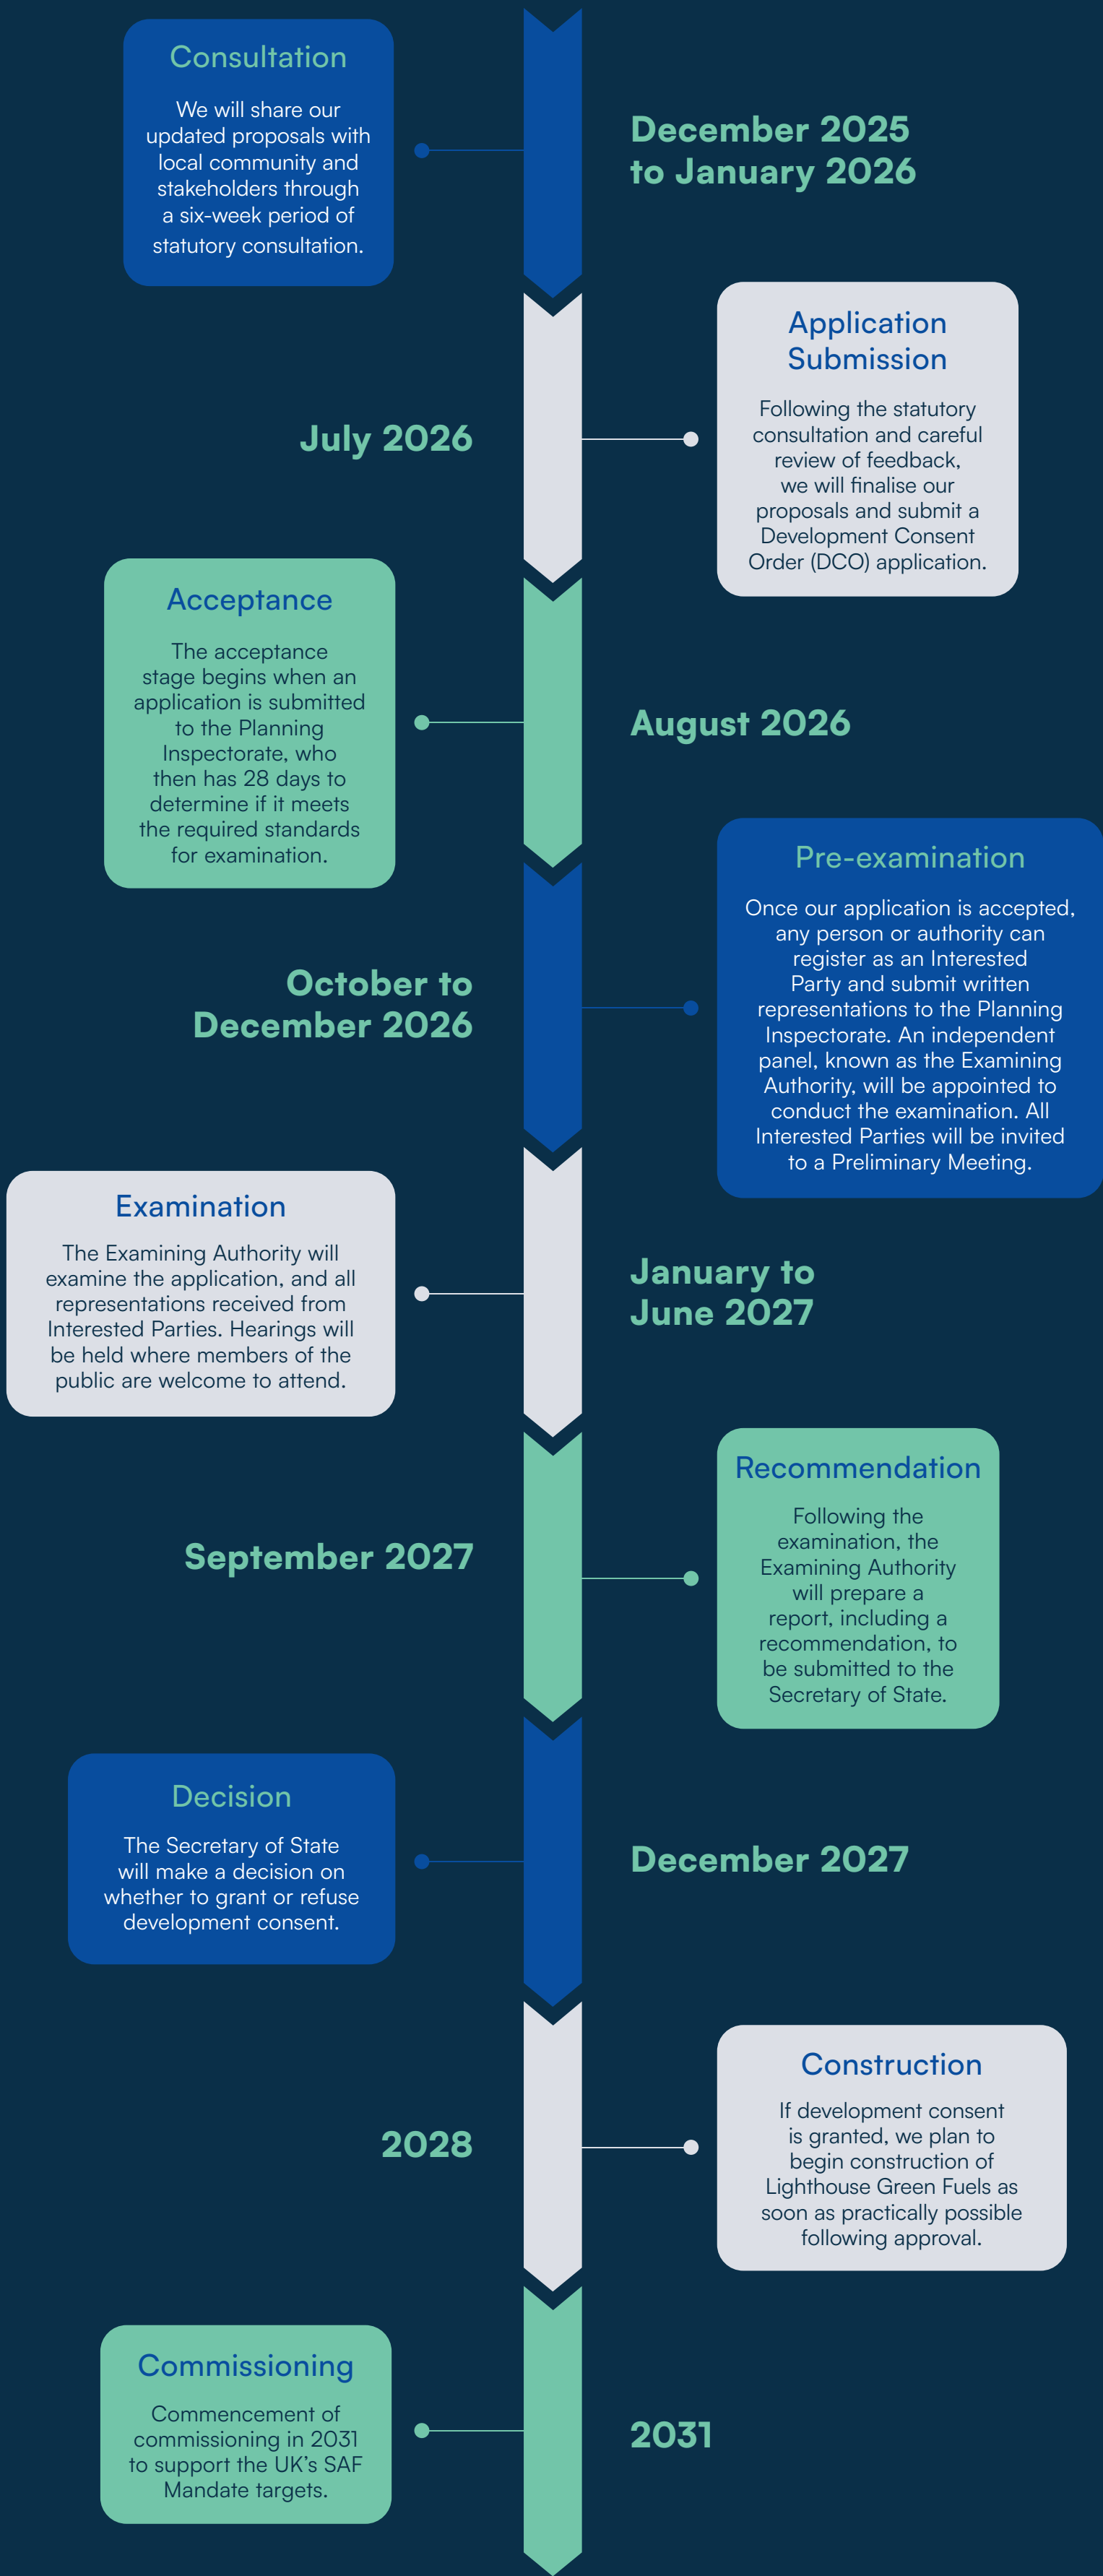 Consultation
We will share our
updated proposals with
local community and
stakeholders through
a six-week period of
statutory consultation.
December 2025
to January 2026
Application
Submission
Following the statutory
consultation and careful
review of feedback,
we will finalise our
proposals and submit a
Development Consent
Order (DCO) application.
July 2026
Acceptance
The acceptance
stage begins when an
application is submitted
to the Planning
Inspectorate, who
then has 28 days to
determine if it meets
the required standards
for examination.
August 2026
Pre-examination
Once our application is accepted,
any person or authority can
register as an Interested
Party and submit written
representations to the Planning
Inspectorate. An independent
panel, known as the Examining
Authority, will be appointed to
conduct the examination. All
Interested Parties will be invited
to a Preliminary Meeting.
October to
December 2026
Examination
The Examining Authority will
examine the application, and all
representations received from
Interested Parties. Hearings will
be held where members of the
public are welcome to attend.
January to
June 2027
Recommendation
Following the
examination, the
Examining Authority
will prepare a
report, including a
recommendation, to
be submitted to the
Secretary of State.
September 2027
Decision
The Secretary of State
will make a decision on
whether to grant or refuse
development consent.
December 2027
Construction
If development consent
is granted, we plan to
begin construction of
Lighthouse Green Fuels as
soon as practically possible
following approval.
2028
Commissioning
Commencement of
commissioning in 2031
to support the UK’s SAF
Mandate targets.
2031